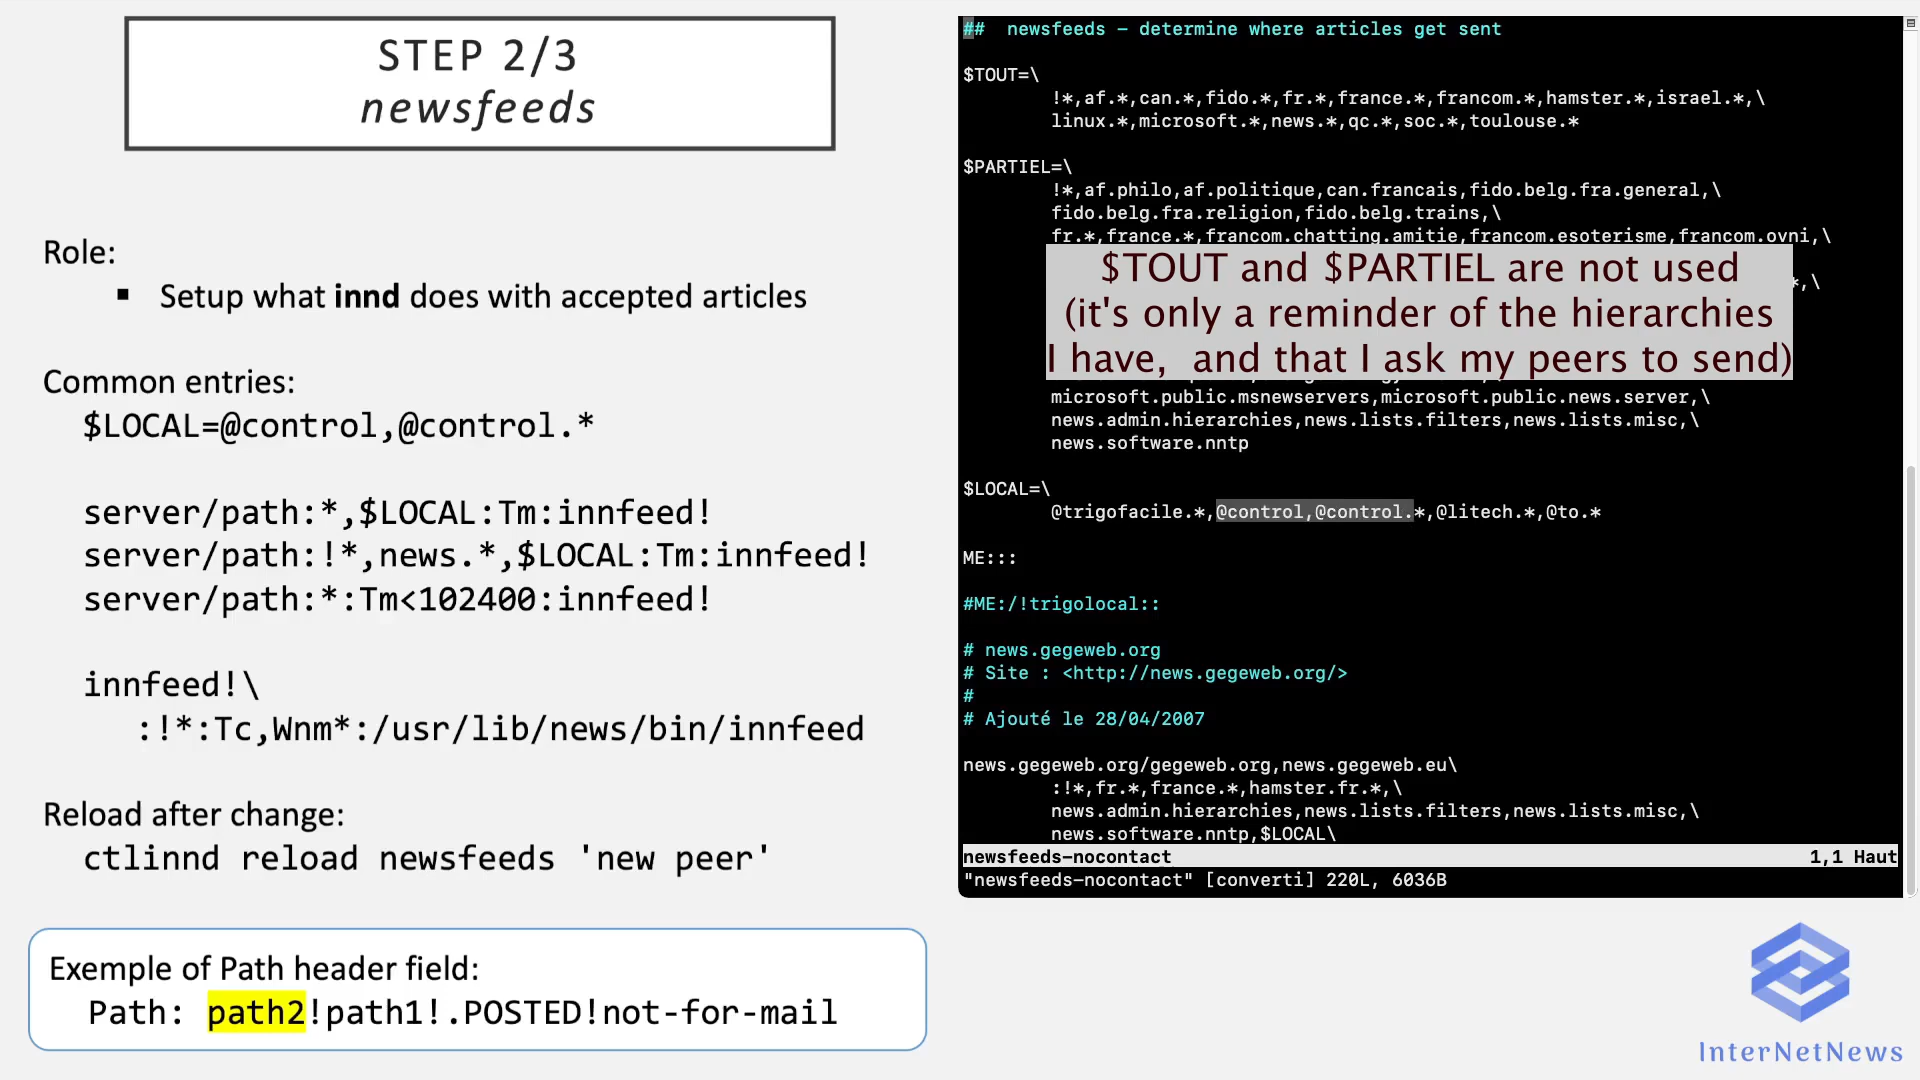 STEP 2/3
newsfeeds
Role:
▪ Setup what innd does with accepted articles
Common entries:
$LOCAL=@control,@control.*
server/path:*,$LOCAL:Tm:innfeed!
server/path:!*,news.*,$LOCAL:Tm:innfeed!
server/path:*:Tm<102400:innfeed!
innfeed!\
:!*:Tc,Wnm*:/usr/lib/news/bin/innfeed
Reload after change:
ctlinnd reload newsfeeds 'new peer'
Exemple of Path header field:
Path: path2!path1!.POSTED!not-for-mail
## newsfeeds - determine where articles get sent
$TOUT=\
!*,af.*,can.*,fido.*,fr.*,france.*,francom.*,hamster.*,israel.*,\
linux.*,microsoft.*,news.*,qc.*,soc.*,toulouse.*
$PARTIEL=\
!*,af.philo,af.politique,can.francais,fido.belg.fra.general,\
fido.belg.fra.religion,fido.belg.trains,\
fr.*,france.*,francom.chatting.amitie,francom.esoterisme,francom.ovni,\
*,\
$TOUT and $PARTIEL are not used
(it's only a reminder of the hierarchies
I have, and that I ask my peers to send)
microsoft.public.msnewservers,microsoft.public.news.server,\
news.admin.hierarchies,news.lists.filters,news.lists.misc,\
news.software.nntp
$LOCAL=\
@trigofacile.*,@control,@control.*,@litech.*,@to.*
ME:::
#ME:/!trigolocal::
# news.gegeweb.org
# Site : <http://news.gegeweb.org/>
#
# Ajouté le 28/04/2007
news.gegeweb.org/gegeweb.org,news.gegeweb.eu\
:!*,fr.*,france.*,hamster.fr.*,\
news.admin.hierarchies,news.lists.filters,news.lists.misc,\
news.software.nntp,$LOCAL\
newsfeeds-nocontact 1,1 Haut
"newsfeeds-nocontact" [converti] 220L, 6036B
InterNetNews